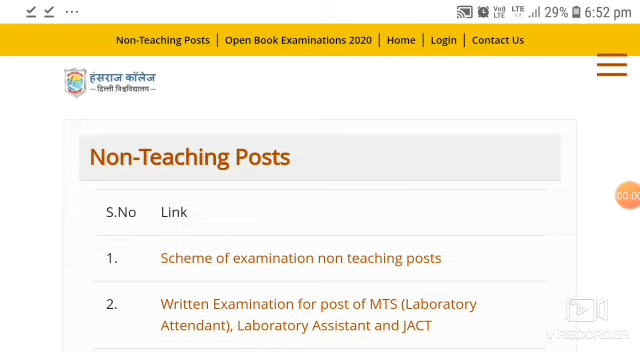 29% 6:52 pm
Non-Teaching Posts | Open Book Examinations 2020 | Home | Login | Contact Us
हंसराज कॉलेज
– दिल्ली विश्वविद्यालय –
Non-Teaching Posts
S.No Link
00:00
1. Scheme of examination non teaching posts
2. Written Examination for post of MTS (Laboratory
Attendant), Laboratory Assistant and JACT
V RECORDER